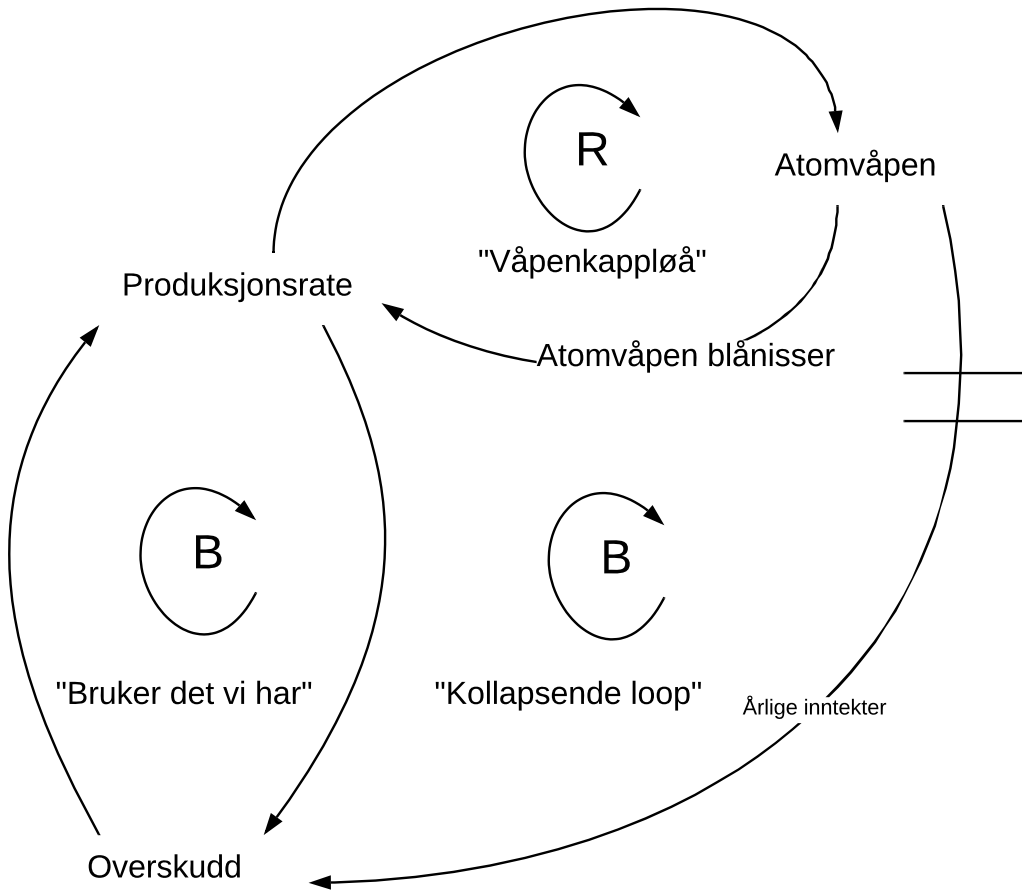 R
Atomvåpen
"Våpenkappløå"
Produksjonsrate
Atomvåpen blånisser
B
B
"Bruker det vi har"
"Kollapsende loop"
Årlige inntekter
Overskudd